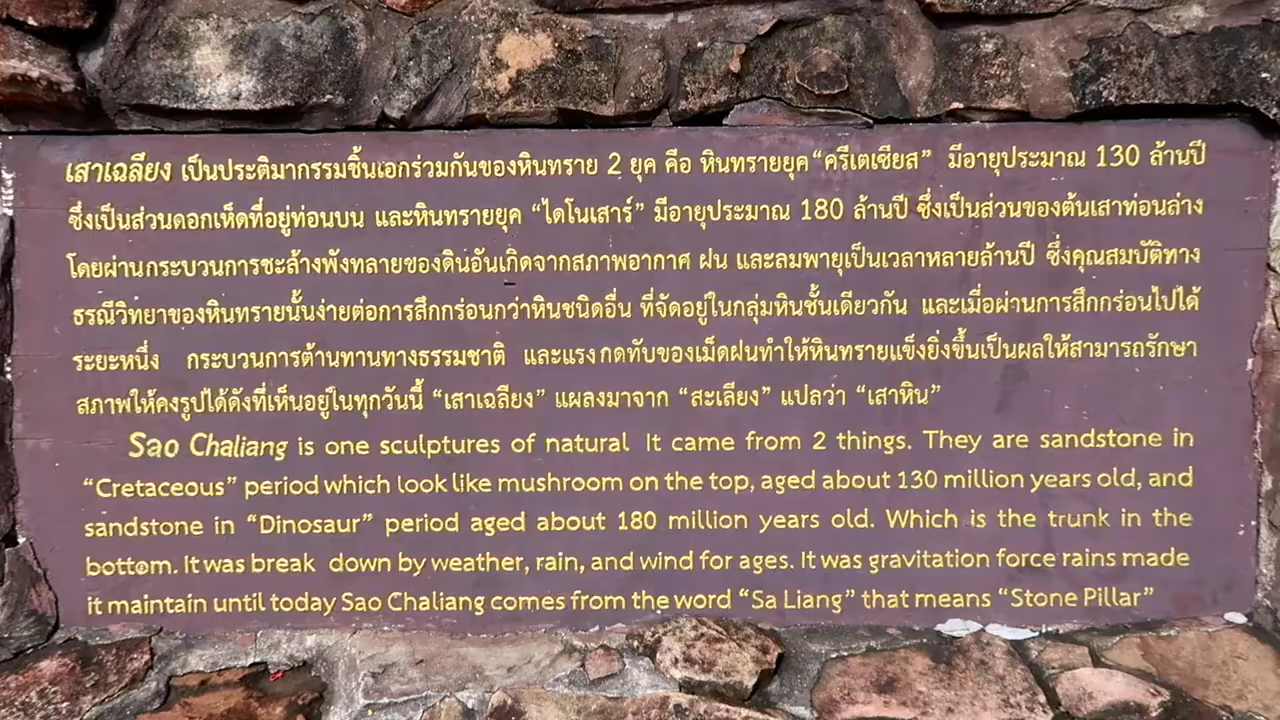 เสาเฉลียง เป็นประติมากรรมชิ้นเอกร่วมกันของหินทราย 2 ยุค คือ หินทรายยุค “ครีเตเซียส” มีอายุประมาณ 130 ล้านปี
ซึ่งเป็นส่วนดอกเห็ดที่อยู่ท่อนบน และหินทรายยุค “ไดโนเสาร์” มีอายุประมาณ 180 ล้านปี ซึ่งเป็นส่วนของต้นเสาท่อนล่าง
โดยผ่านกระบวนการชะล้างพังทลายของดินอันเกิดจากสภาพอากาศ ฝน และลมพายุเป็นเวลาหลายล้านปี ซึ่งคุณสมบัติทาง
ธรณีวิทยาของหินทรายนั้นง่ายต่อการสึกกร่อนกว่าหินชนิดอื่น ที่จัดอยู่ในกลุ่มหินชั้นเดียวกัน และเมื่อผ่านการสึกกร่อนไปได้
ระยะหนึ่ง กระบวนการต้านทานทางธรรมชาติ และแรงกดทับของเม็ดฝนทำให้หินทรายแข็งยิ่งขึ้นเป็นผลให้สามารถรักษา
สภาพให้คงรูปได้ดังที่เห็นอยู่ในทุกวันนี้ “เสาเฉลียง” แผลงมาจาก “สะเลียง” แปลว่า “เสาหิน”
Sao Chaliang is one sculptures of natural It came from 2 things. They are sandstone in
“Cretaceous” period which look like mushroom on the top, aged about 130 million years old, and
sandstone in “Dinosaur” period aged about 180 million years old. Which is the trunk in the
bottom. It was break down by weather, rain, and wind for ages. It was gravitation force rains made
it maintain until today Sao Chaliang comes from the word “Sa Liang” that means “Stone Pillar”